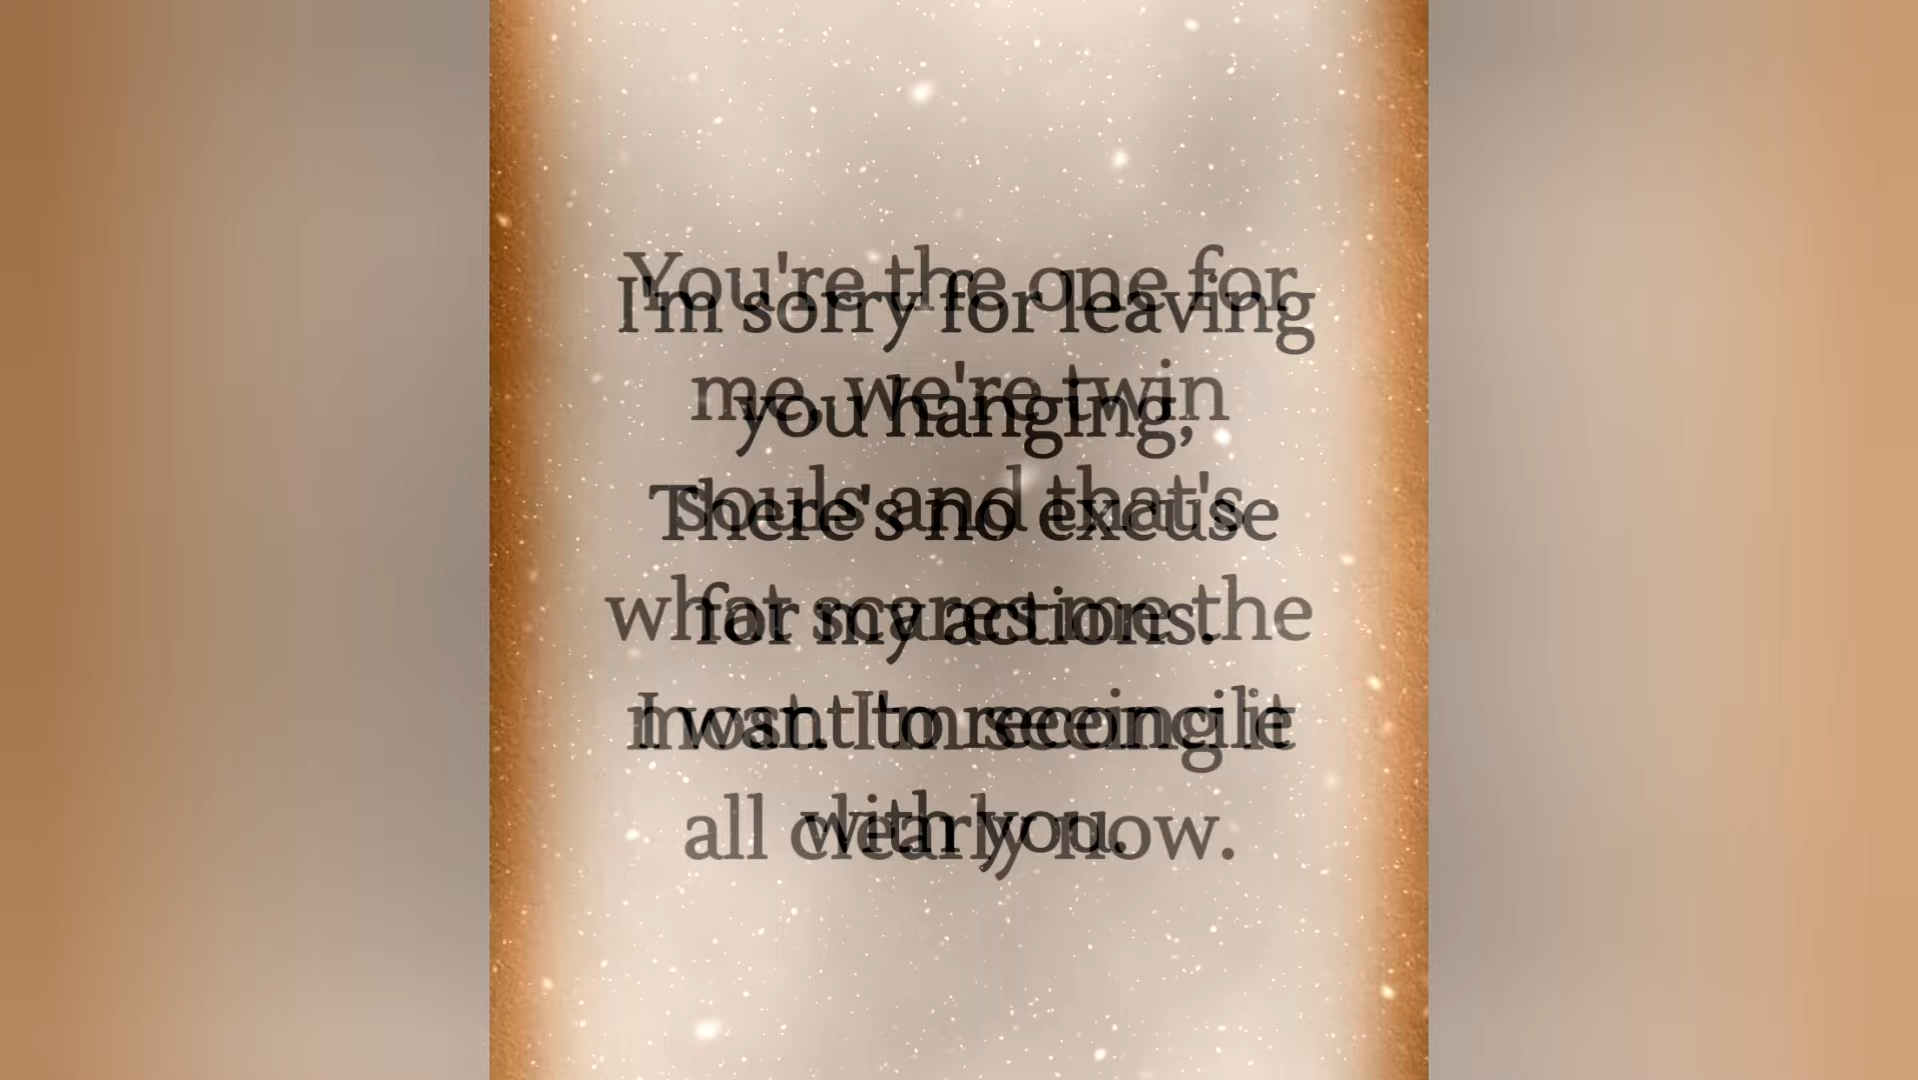 You're the one for
I'm sorry for leaving
me, we're twin
you hanging,
souls and that's
There's no excuse
what scares me the
for my actions.
most. I'm seeing it
I want to reconcile
all clearly now.
with you.